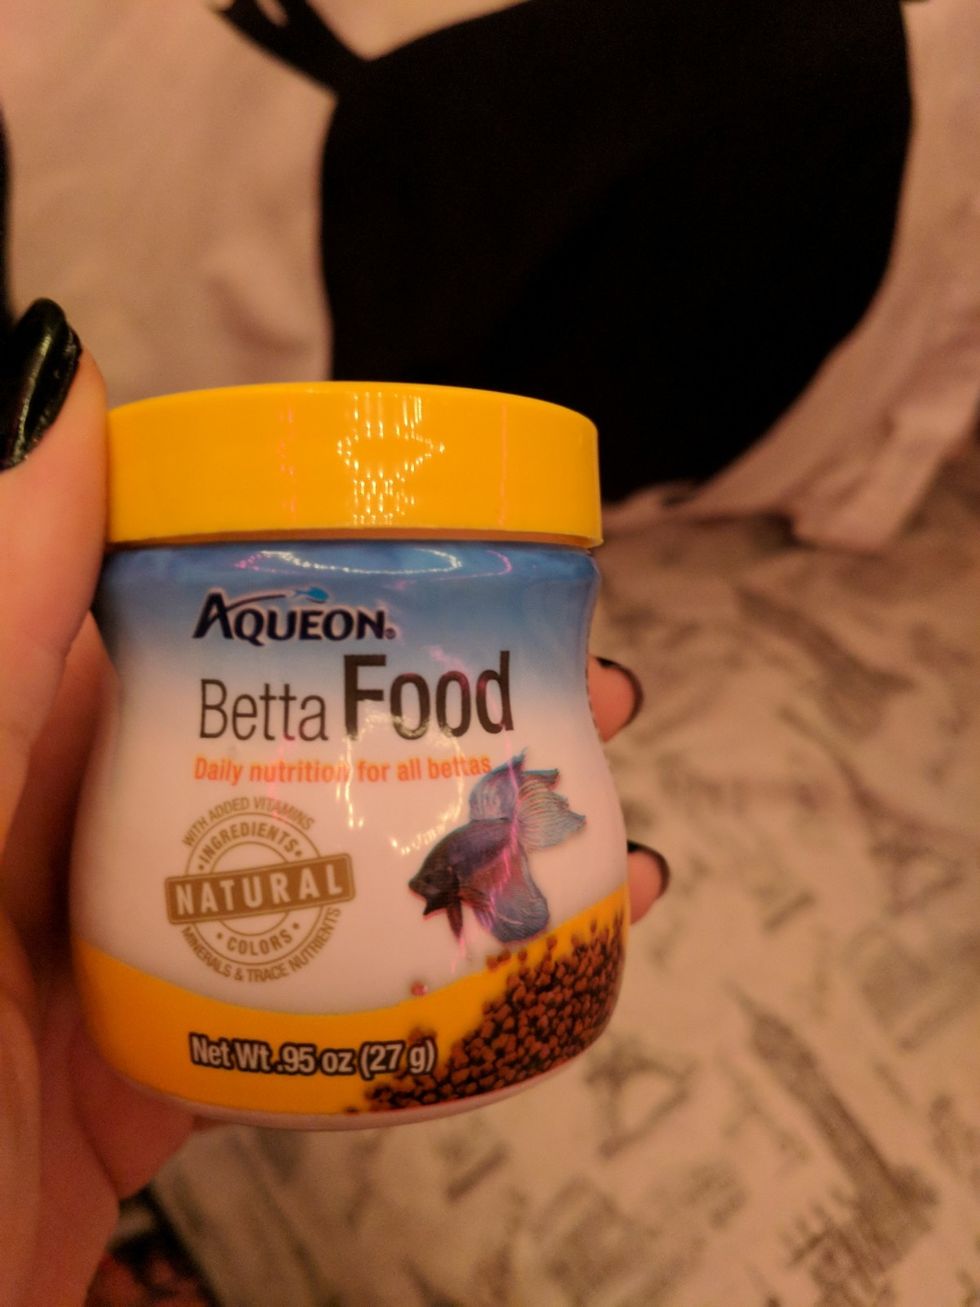 AQUEON®
Betta Food
Daily nutrition for all bettas
WITH ADDED VITAMINS
• INGREDIENTS •
NATURAL
• COLORS •
MINERALS & TRACE NUTRIENTS
Net Wt .95 oz (27 g)